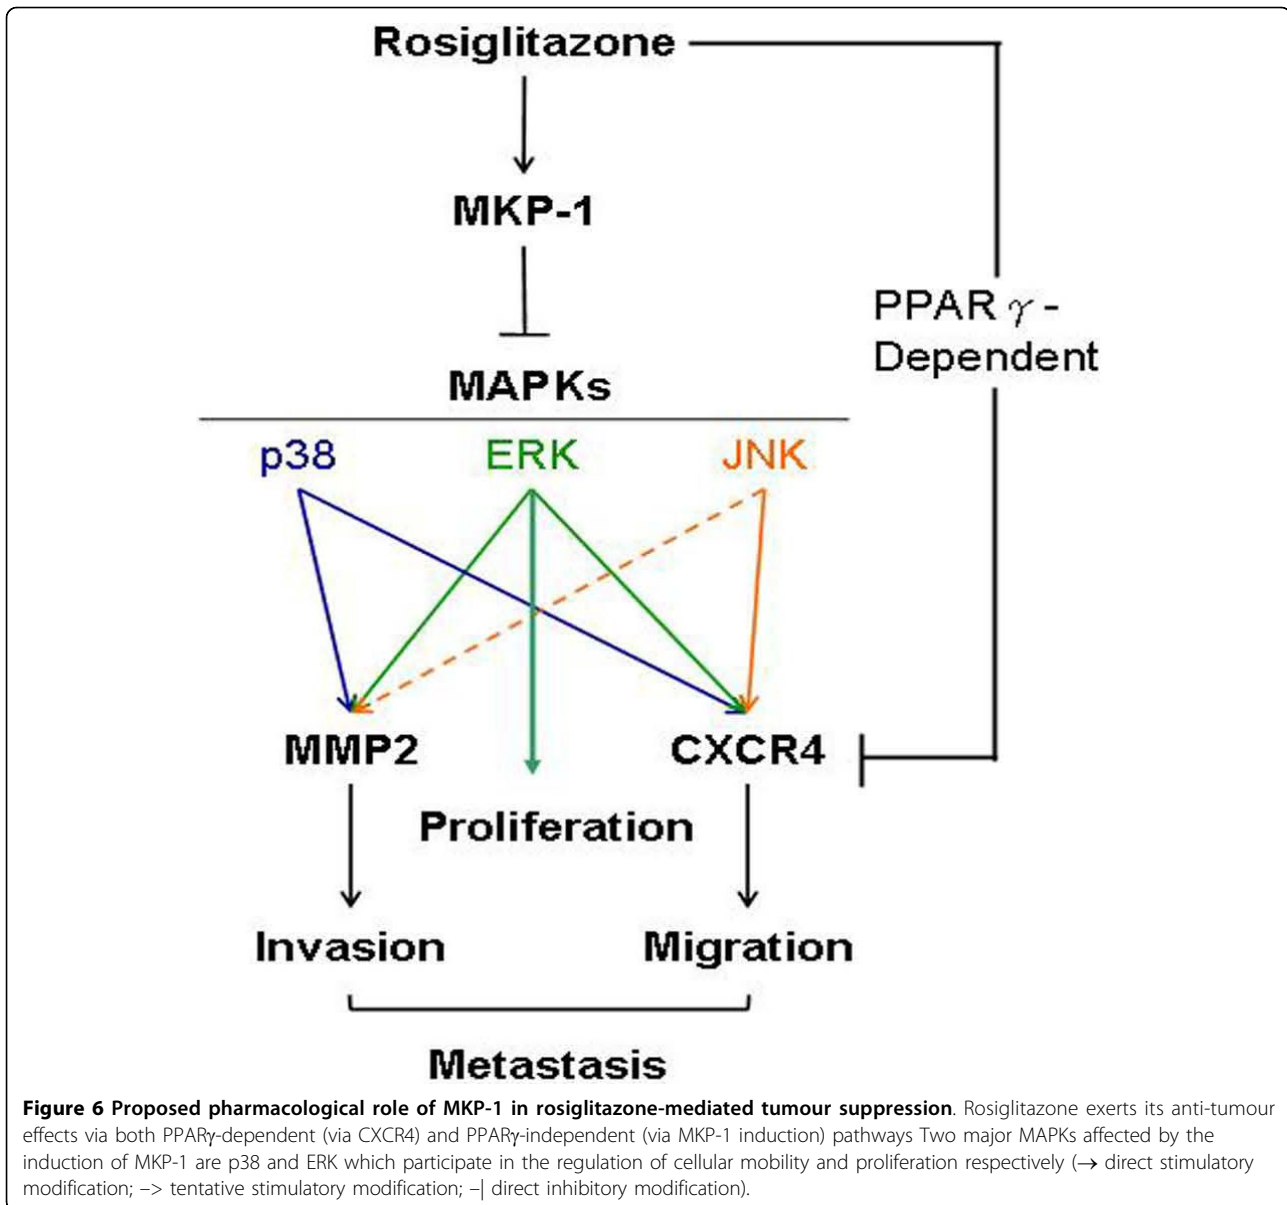 Rosiglitazone
MKP-1
PPAR γ -
Dependent
MAPKs
p38 ERK JNK
MMP2 CXCR4
Proliferation
Invasion Migration
Metastasis
Figure 6 Proposed pharmacological role of MKP-1 in rosiglitazone-mediated tumour suppression. Rosiglitazone exerts its anti-tumour
effects via both PPARγ-dependent (via CXCR4) and PPARγ-independent (via MKP-1 induction) pathways Two major MAPKs affected by the
induction of MKP-1 are p38 and ERK which participate in the regulation of cellular mobility and proliferation respectively (→ direct stimulatory
modification; –> tentative stimulatory modification; –| direct inhibitory modification).